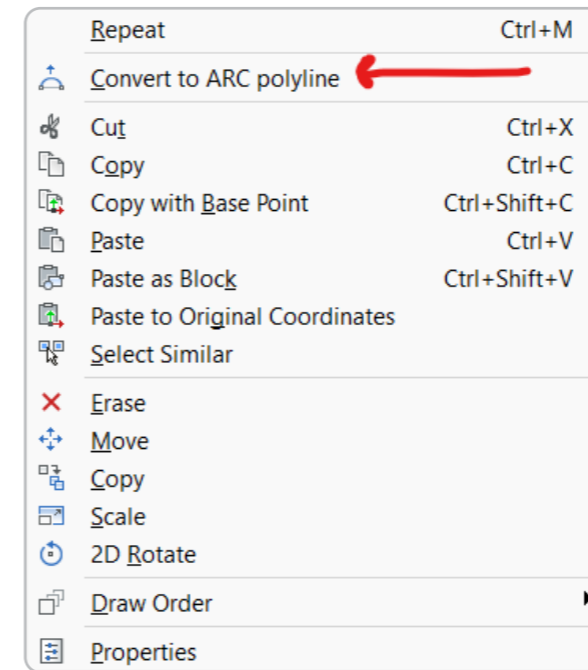 Repeat Ctrl+M
Convert to ARC polyline
Cut Ctrl+X
Copy Ctrl+C
Copy with Base Point Ctrl+Shift+C
Paste Ctrl+V
Paste as Block Ctrl+Shift+V
Paste to Original Coordinates
Select Similar
Erase
Move
Copy
Scale
2D Rotate
Draw Order
Properties